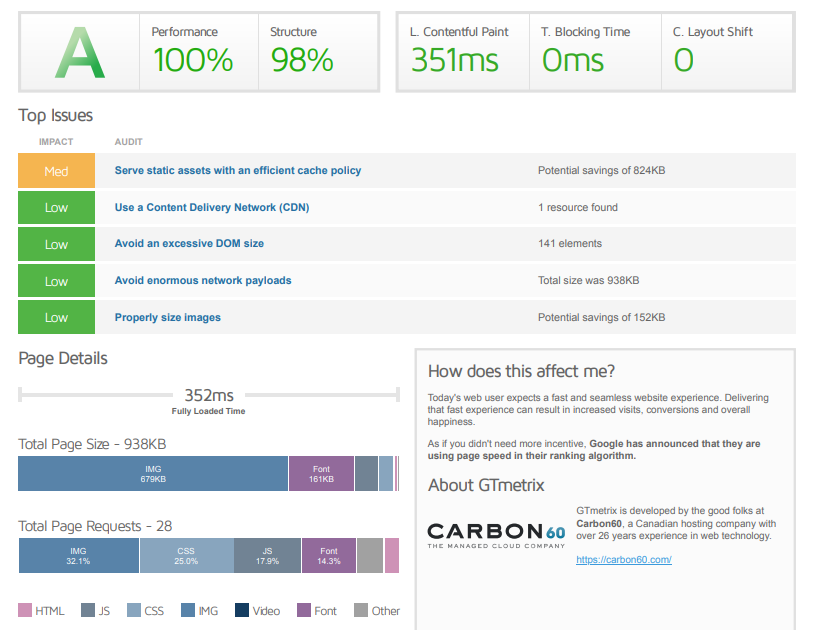 A
Performance
100%
Structure
98%
L. Contentful Paint
351ms
T. Blocking Time
0ms
C. Layout Shift
0
Top Issues
IMPACT AUDIT
Med Serve static assets with an efficient cache policy Potential savings of 824KB
Low Use a Content Delivery Network (CDN) 1 resource found
Low Avoid an excessive DOM size 141 elements
Low Avoid enormous network payloads Total size was 938KB
Low Properly size images Potential savings of 152KB
Page Details
352ms
Fully Loaded Time
Total Page Size - 938KB
IMG
679KB
Font
161KB
Total Page Requests - 28
IMG
32.1%
CSS
25.0%
JS
17.9%
Font
14.3%
HTML JS CSS IMG Video Font Other
How does this affect me?
Today's web user expects a fast and seamless website experience. Delivering
that fast experience can result in increased visits, conversions and overall
happiness.
As if you didn't need more incentive, Google has announced that they are
using page speed in their ranking algorithm.
About GTmetrix
CARBON60
THE MANAGED CLOUD COMPANY
GTmetrix is developed by the good folks at
Carbon60, a Canadian hosting company with
over 26 years experience in web technology.
https://carbon60.com/